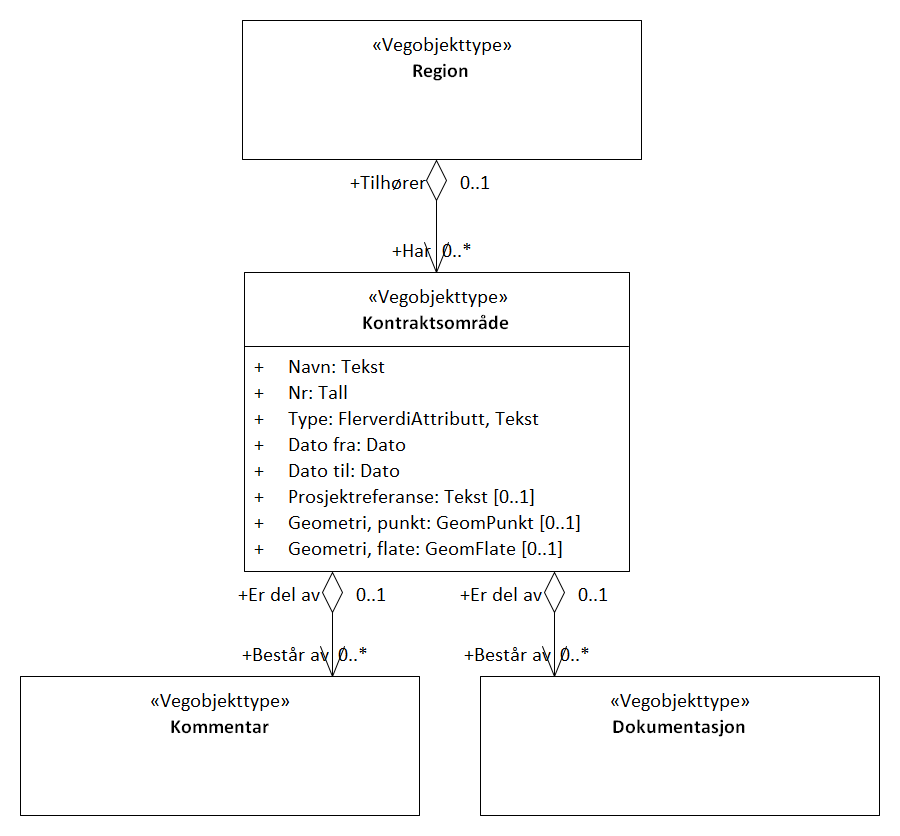 «Vegobjekttype»
Region
+Tilhører 0..1
+Har 0..*
«Vegobjekttype»
Kontraktsområde
+ Navn: Tekst
+ Nr: Tall
+ Type: FlerverdiAttributt, Tekst
+ Dato fra: Dato
+ Dato til: Dato
+ Prosjektreferanse: Tekst [0..1]
+ Geometri, punkt: GeomPunkt [0..1]
+ Geometri, flate: GeomFlate [0..1]
+Er del av 0..1 +Er del av 0..1
+Består av 0..* +Består av 0..*
«Vegobjekttype»
Kommentar
«Vegobjekttype»
Dokumentasjon